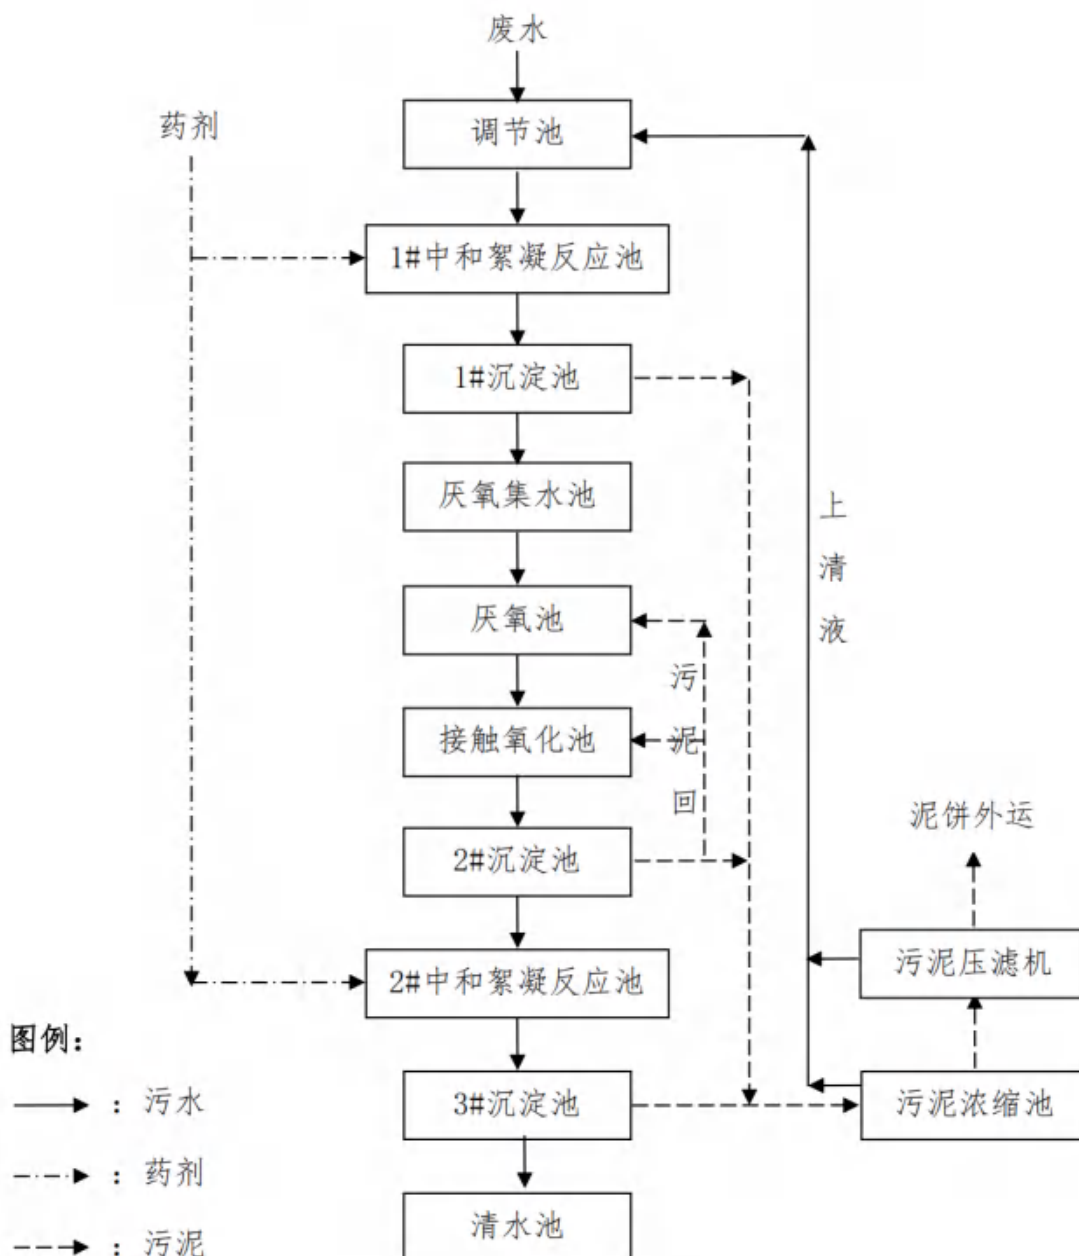 废水
药剂
调节池
1#中和絮凝反应池
1#沉淀池
厌氧集水池
上清液
厌氧池
污泥回
接触氧化池
2#沉淀池
泥饼外运
污泥压滤机
2#中和絮凝反应池
图例：
3#沉淀池
污泥浓缩池
：污水
：药剂
清水池
：污泥